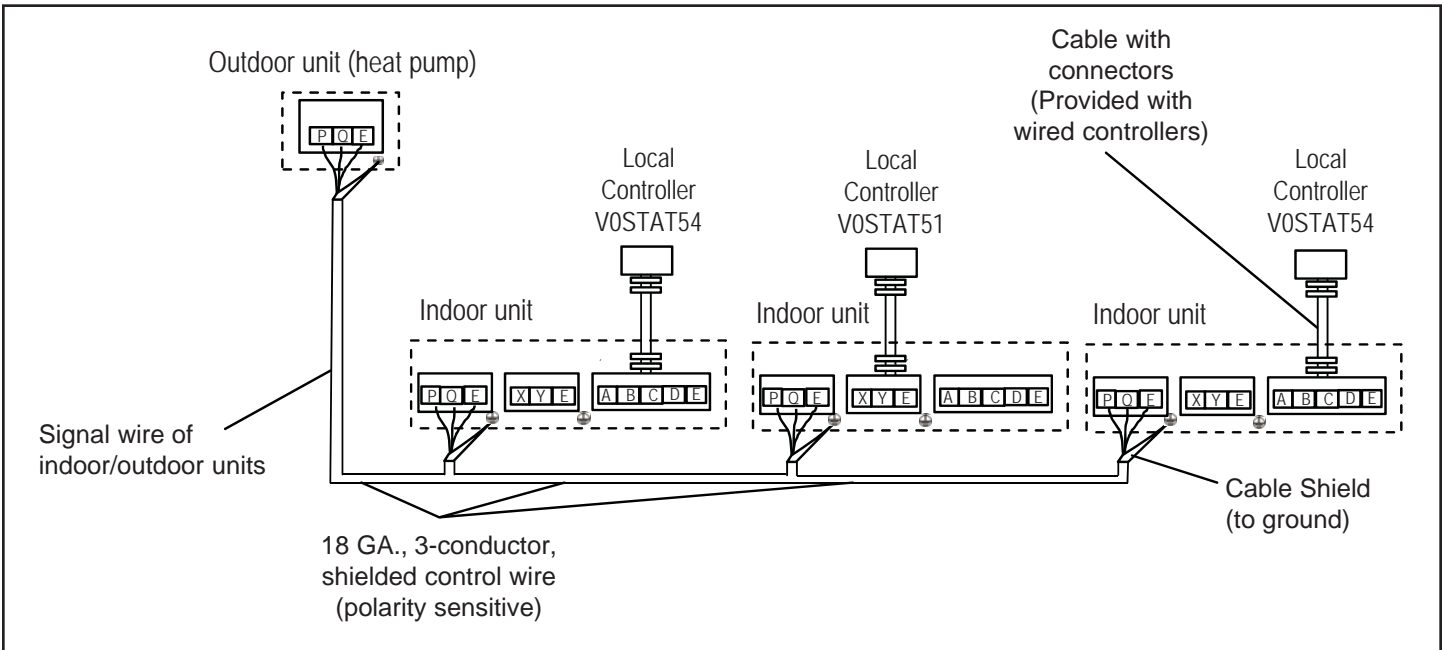 Outdoor unit (heat pump)
P Q E
Cable with
connectors
(Provided with
wired controllers)
Local
Controller
V0STAT54
Local
Controller
V0STAT51
Local
Controller
V0STAT54
Indoor unit
P Q E
X Y E
A B C D E
Indoor unit
P Q E
X Y E
A B C D E
Indoor unit
P Q E
X Y E
A B C D E
Signal wire of
indoor/outdoor units
Cable Shield
(to ground)
18 GA., 3-conductor,
shielded control wire
(polarity sensitive)